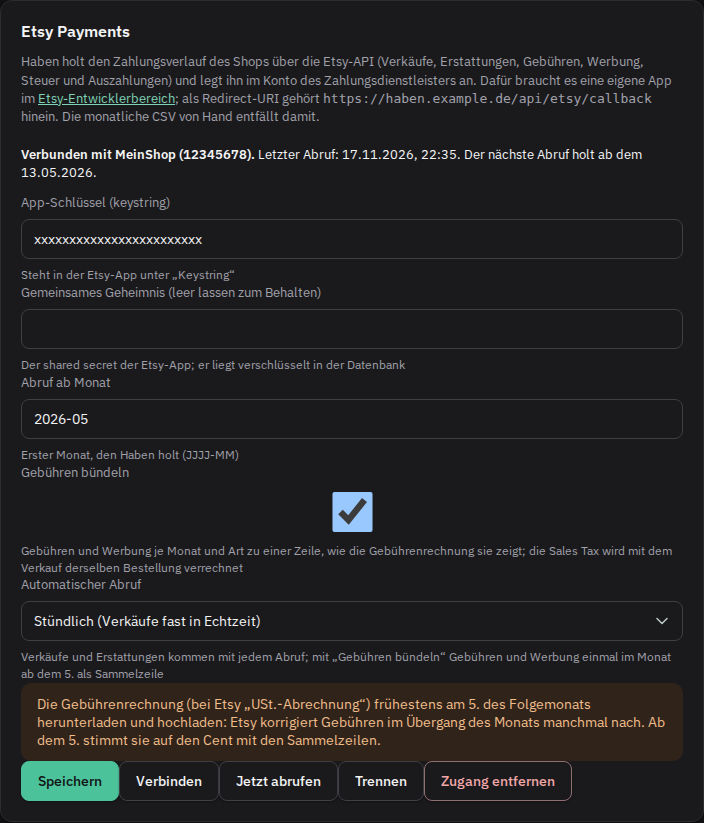 Etsy Payments
Haben holt den Zahlungsverlauf des Shops über die Etsy-API (Verkäufe, Erstattungen, Gebühren, Werbung,
Steuer und Auszahlungen) und legt ihn im Konto des Zahlungsdienstleisters an. Dafür braucht es eine eigene App
im Etsy-Entwicklerbereich; als Redirect-URI gehört https://haben.example.de/api/etsy/callback
hinein. Die monatliche CSV von Hand entfällt damit.
Verbunden mit MeinShop (12345678). Letzter Abruf: 17.11.2026, 22:35. Der nächste Abruf holt ab dem
13.05.2026.
App-Schlüssel (keystring)
xxxxxxxxxxxxxxxxxxxxxxxx
Steht in der Etsy-App unter „Keystring“
Gemeinsames Geheimnis (leer lassen zum Behalten)
Der shared secret der Etsy-App; er liegt verschlüsselt in der Datenbank
Abruf ab Monat
2026-05
Erster Monat, den Haben holt (JJJJ-MM)
Gebühren bündeln
Gebühren und Werbung je Monat und Art zu einer Zeile, wie die Gebührenrechnung sie zeigt; die Sales Tax wird mit dem
Verkauf derselben Bestellung verrechnet
Automatischer Abruf
Stündlich (Verkäufe fast in Echtzeit)
Verkäufe und Erstattungen kommen mit jedem Abruf; mit „Gebühren bündeln“ Gebühren und Werbung einmal im Monat
ab dem 5. als Sammelzeile
Die Gebührenrechnung (bei Etsy „USt.-Abrechnung“) frühestens am 5. des Folgemonats
herunterladen und hochladen: Etsy korrigiert Gebühren im Übergang des Monats manchmal nach. Ab
dem 5. stimmt sie auf den Cent mit den Sammelzeilen.
Speichern Verbinden Jetzt abrufen Trennen Zugang entfernen